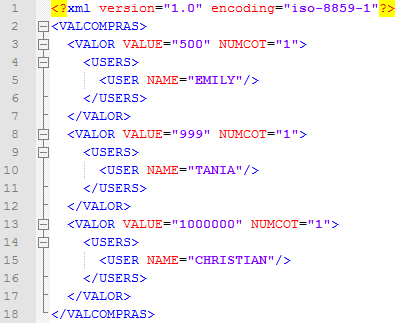 1 <?xml version="1.0" encoding="iso-8859-1"?>
2 <VALCOMPRAS>
3 <VALOR VALUE="500" NUMCOT="1">
4 <USERS>
5 <USER NAME="EMILY"/>
6 </USERS>
7 </VALOR>
8 <VALOR VALUE="999" NUMCOT="1">
9 <USERS>
10 <USER NAME="TANIA"/>
11 </USERS>
12 </VALOR>
13 <VALOR VALUE="1000000" NUMCOT="1">
14 <USERS>
15 <USER NAME="CHRISTIAN"/>
16 </USERS>
17 </VALOR>
18 </VALCOMPRAS>